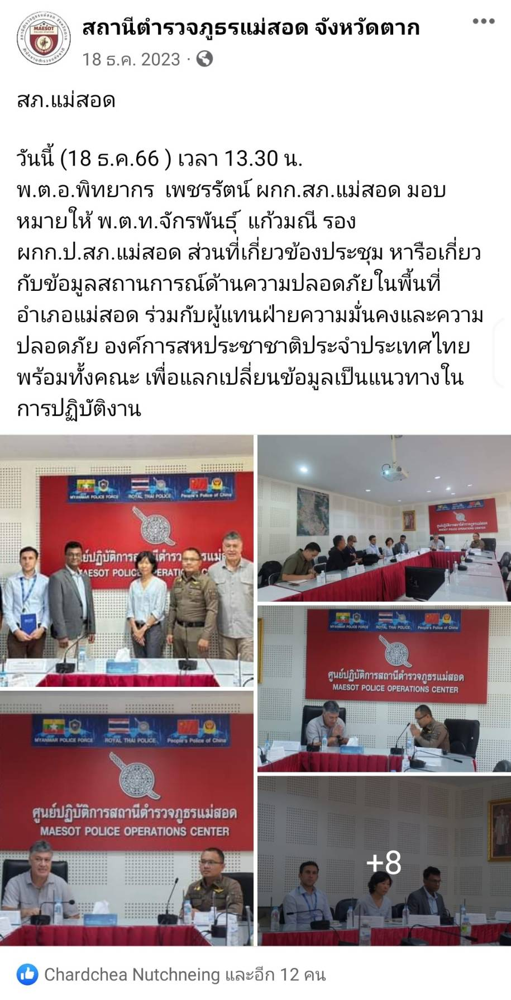 สถานีตำรวจภูธรแม่สอด จังหวัดตาก
18 ธ.ค. 2023 ·
MAESOT
POLICE STATION
สภ.แม่สอด
วันนี้ (18 ธ.ค.66 ) เวลา 13.30 น.
พ.ต.อ.พิทยากร  เพชรรัตน์ ผกก.สภ.แม่สอด มอบ
หมายให้ พ.ต.ท.จักรพันธุ์  แก้วมณี รอง
ผกก.ป.สภ.แม่สอด ส่วนที่เกี่ยวข้องประชุม หารือเกี่ยว
กับข้อมูลสถานการณ์ด้านความปลอดภัยในพื้นที่
อำเภอแม่สอด ร่วมกับผู้แทนฝ่ายความมั่นคงและความ
ปลอดภัย องค์การสหประชาชาติประจำประเทศไทย
พร้อมทั้งคณะ เพื่อแลกเปลี่ยนข้อมูลเป็นแนวทางใน
การปฏิบัติงาน
MYANMAR POLICE FORCE ROYAL THAI POLICE People's Police of China
ศูนย์ปฏิบัติการสถานีตำรวจภูธรแม่สอด
MAESOT POLICE OPERATIONS CENTER
MYANMAR POLICE FORCE ROYAL THAI POLICE People's Police of China
ศูนย์ปฏิบัติการสถานีตำรวจภูธรแม่สอด
MAESOT POLICE OPERATIONS CENTER
MYANMAR POLICE FORCE ROYAL THAI POLICE People's Police of China
ศูนย์ปฏิบัติการสถานีตำรวจภูธรแม่สอด
MAESOT POLICE OPERATIONS CENTER
+8
Chardchea Nutchneing และอีก 12 คน